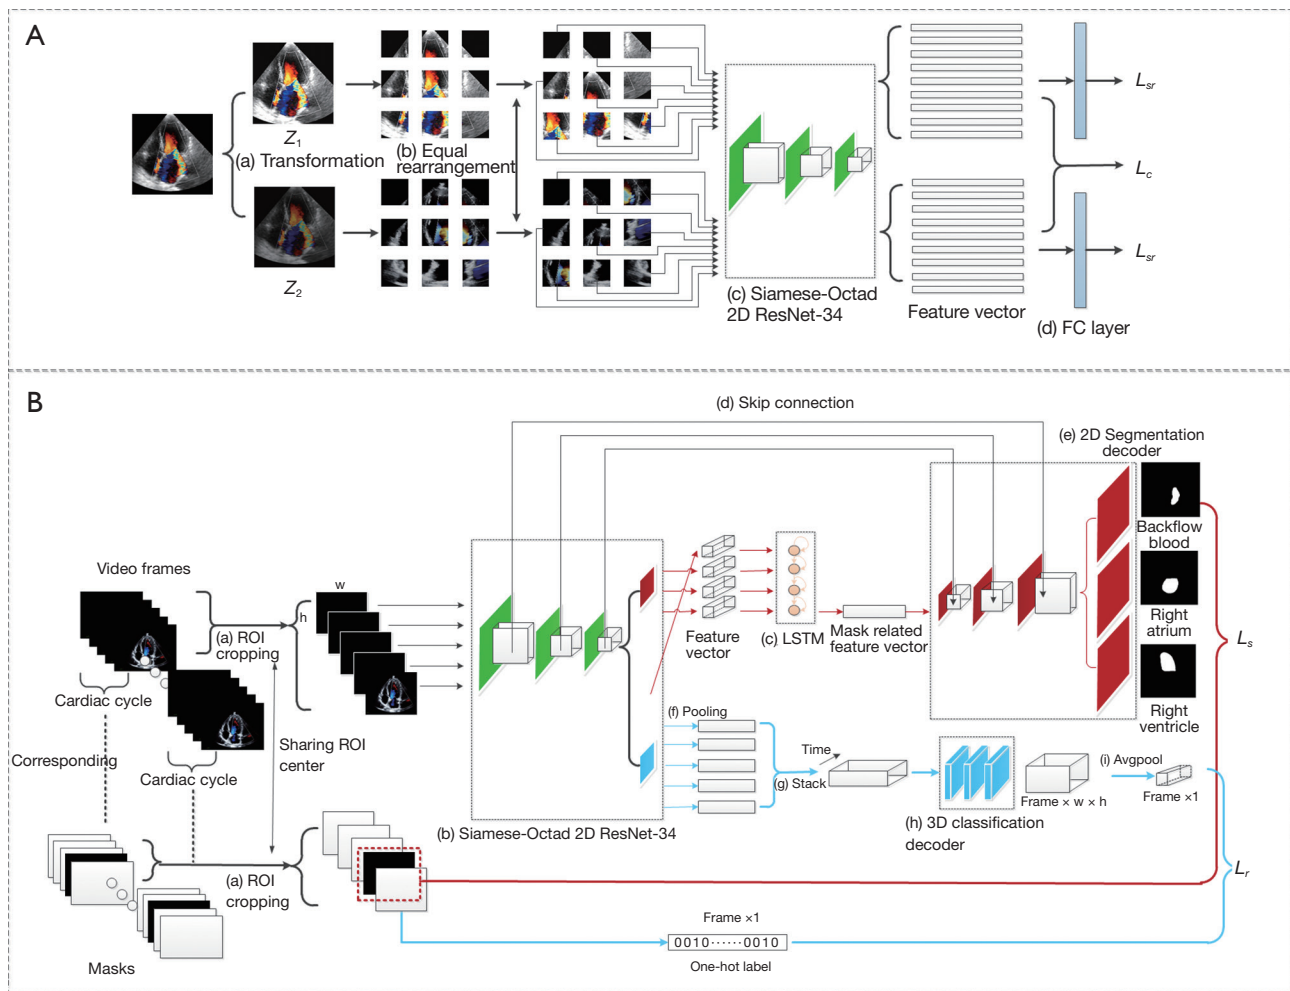 A
Z1
(a) Transformation
Z2
(b) Equal
rearrangement
(c) Siamese-Octad
2D ResNet-34
Feature vector
(d) FC layer
Lsr
Lc
Lsr
B
(d) Skip connection
(e) 2D Segmentation
decoder
Backflow
blood
Right
atrium
Right
ventricle
Video frames
w
h
(a) ROI
cropping
Cardiac cycle
Cardiac cycle
Corresponding
Sharing ROI
center
Feature
vector
(c) LSTM
Mask related
feature vector
Ls
(f) Pooling
Time
(g) Stack
(i) Avgpool
Frame × w × h
Frame ×1
(h) 3D classification
decoder
(b) Siamese-Octad 2D ResNet-34
(a) ROI
cropping
Lr
Masks
Frame ×1
0010······0010
One-hot label